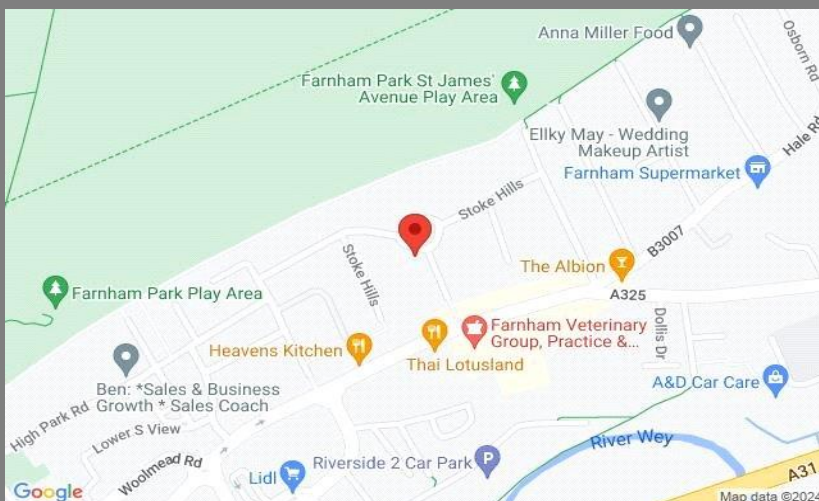 Anna Miller Food
Osborn Rd
Farnham Park St James'
Avenue Play Area
Ellky May - Wedding
Makeup Artist
Hale Rd
Farnham Supermarket
Stoke Hills
B3007
Stoke Hills
The Albion
A325
Farnham Park Play Area
Dollis Dr
Farnham Veterinary
Group, Practice &...
Heavens Kitchen
Thai Lotusland
Ben: *Sales & Business
Growth * Sales Coach
A&D Car Care
High Park Rd
Lower S View
River Wey
Woolmead Rd
Riverside 2 Car Park
Lidl
A31
Google
Map data ©2024